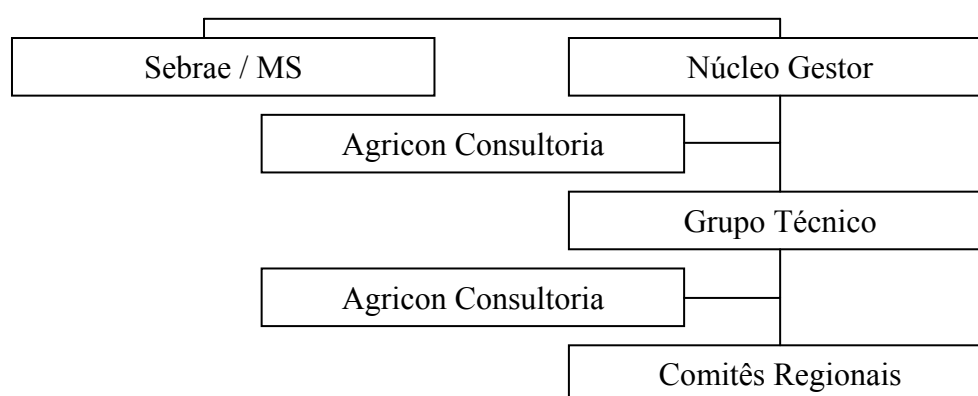 Sebrae / MS
Núcleo Gestor
Agricon Consultoria
Grupo Técnico
Agricon Consultoria
Comitês Regionais